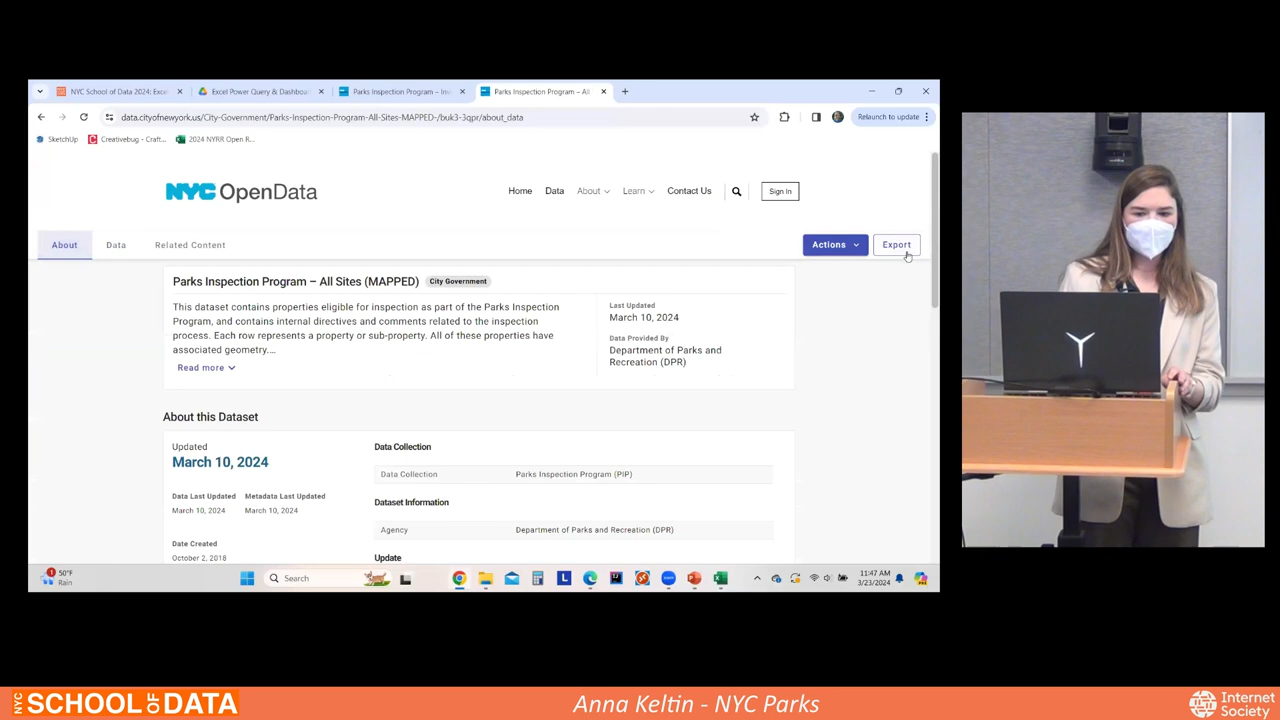 NYC School of Data 2024: Exce
Excel Power Query & Dashbou
Parks Inspection Program – In
Parks Inspection Program – All
data.cityofnewyork.us/City-Government/Parks-Inspection-Program-All-Sites-MAPPED-/buk3-3qpr/about_data
Relaunch to update
SketchUp
Creativebug - Craft...
2024 NYRR Open R...
NYC OpenData
Home
Data
About
Learn
Contact Us
Sign In
About
Data
Related Content
Actions
Export
Parks Inspection Program – All Sites (MAPPED)
City Government
This dataset contains properties eligible for inspection as part of the Parks Inspection
Program, and contains internal directives and comments related to the inspection
process. Each row represents a property or sub-property. All of these properties have
associated geometry....
Read more
Last Updated
March 10, 2024
Data Provided By
Department of Parks and
Recreation (DPR)
About this Dataset
Updated
March 10, 2024
Data Last Updated
Metadata Last Updated
March 10, 2024
March 10, 2024
Date Created
October 2, 2018
Data Collection
Data Collection
Parks Inspection Program (PIP)
Dataset Information
Agency
Department of Parks and Recreation (DPR)
Update
1
50°F
Rain
Search
L
11:47 AM
3/23/2024
NYC SCHOOL OF DATA
Anna Keltin - NYC Parks
Internet
Society